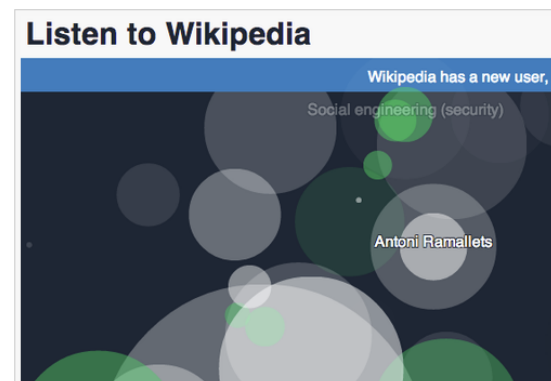 Listen to Wikipedia
Wikipedia has a new user,
Social engineering (security)
Antoni Ramallets